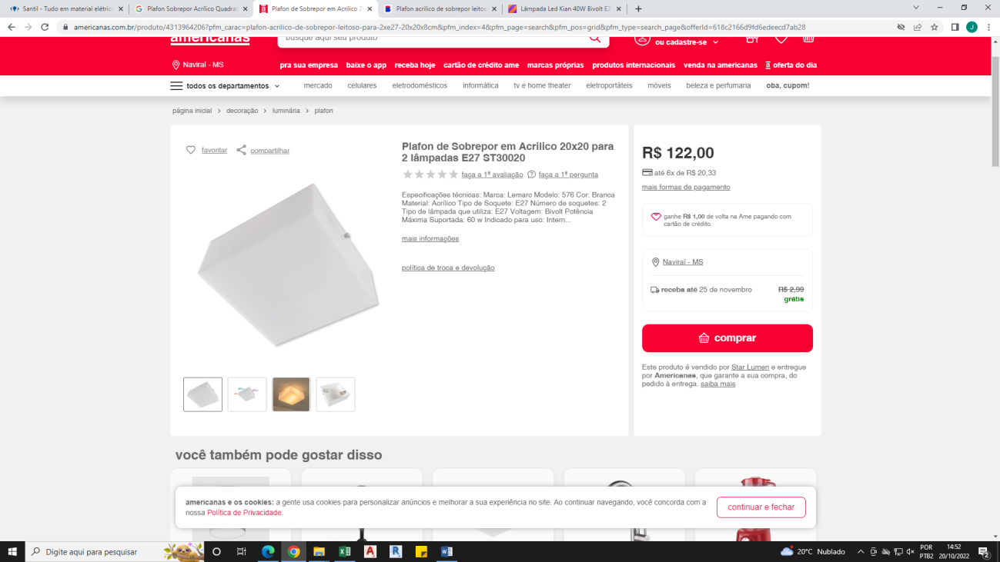 Santil - Tudo em material elétric
Plafon Sobrepor Acrílico Quadra
Plafon de Sobrepor em Acrilico 2
Plafon acrilico de sobrepor leitos
Lâmpada Led Kian 40W Bivolt E2
americanas.com.br/produto/4313964206?pfm_carac=plafon-acrilico-de-sobrepor-leitoso-para-2xe27-20x20x8cm&pfm_index=4&pfm_page=search&pfm_pos=grid&pfm_type=search_page&offerId=618c2166d9fd6edeecd7ab28
americanas
busque aqui seu produto
ou cadastre-se
Naviraí - MS
pra sua empresa baixe o app receba hoje cartão de crédito ame marcas próprias produtos internacionais venda na americanas oferta do dia
todos os departamentos mercado celulares eletrodomésticos informática tv e home theater eletroportáteis móveis beleza e perfumaria oba, cupom!
página inicial > decoração > luminária > plafon
favoritar compartilhar
Plafon de Sobrepor em Acrilico 20x20 para
2 lâmpadas E27 ST30020
faça a 1ª avaliação faça a 1ª pergunta
Especificações técnicas: Marca: Lemarc Modelo: 576 Cor: Branca
Material: Acrílico Tipo de Soquete: E27 Número de soquetes: 2
Tipo de lâmpada que utiliza: E27 Voltagem: Bivolt Potência
Máxima Suportada: 60 w Indicado para uso: Intern...
mais informações
política de troca e devolução
R$ 122,00
até 6x de R$ 20,33
mais formas de pagamento
ganhe R$ 1,00 de volta na Ame pagando com
cartão de crédito.
Naviraí - MS
receba até 25 de novembro R$ 2,99
grátis
comprar
Este produto é vendido por Star Lumen e entregue
por Americanas, que garante a sua compra, do
pedido à entrega. saiba mais
você também pode gostar disso
americanas e os cookies: a gente usa cookies para personalizar anúncios e melhorar a sua experiência no site. Ao continuar navegando, você concorda com a
nossa Política de Privacidade.
continuar e fechar
Digite aqui para pesquisar
20°C Nublado
POR
PTB2
14:52
20/10/2022